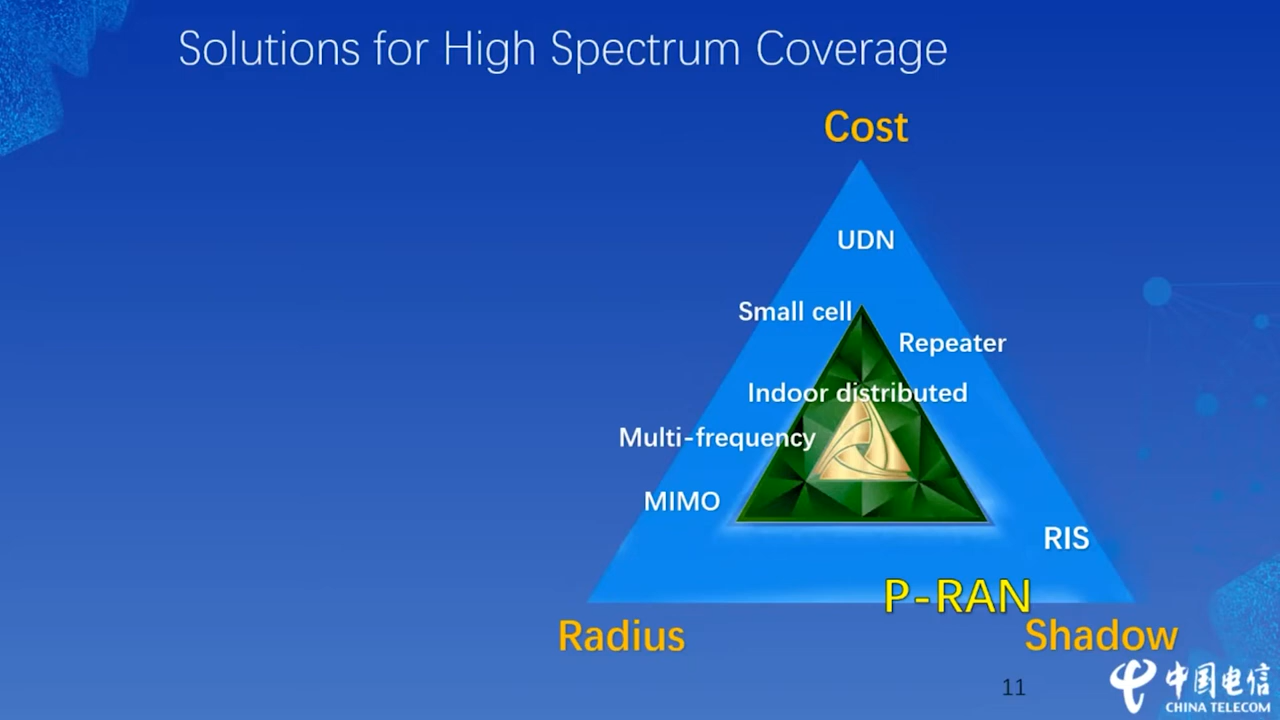 Solutions for High Spectrum Coverage
Cost
UDN
Small cell
Repeater
Indoor distributed
Multi-frequency
MIMO
RIS
P-RAN
Radius
Shadow
11
中国电信
CHINA TELECOM